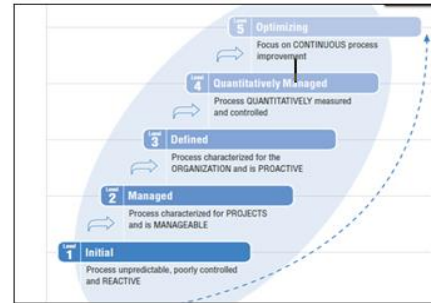 Level 5 Optimizing
Focus on CONTINUOUS process
improvement
Level 4 Quantitatively Managed
Process QUANTITATIVELY measured
and controlled
Level 3 Defined
Process characterized for the
ORGANIZATION and is PROACTIVE
Level 2 Managed
Process characterized for PROJECTS
and is MANAGEABLE
Level 1 Initial
Process unpredictable, poorly controlled
and REACTIVE